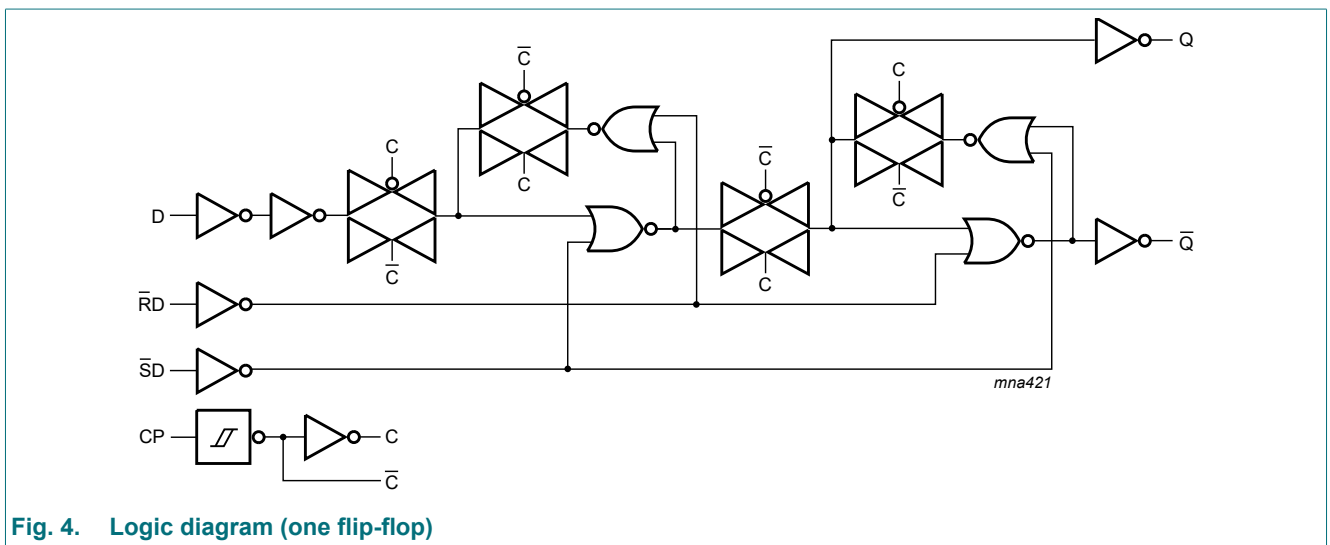 C̅
Q
C
C
C
C̅
C̅
D
C̅
C
Q̅
R̅D
S̅D
mna421
CP
C
C̅
Fig. 4. Logic diagram (one flip-flop)